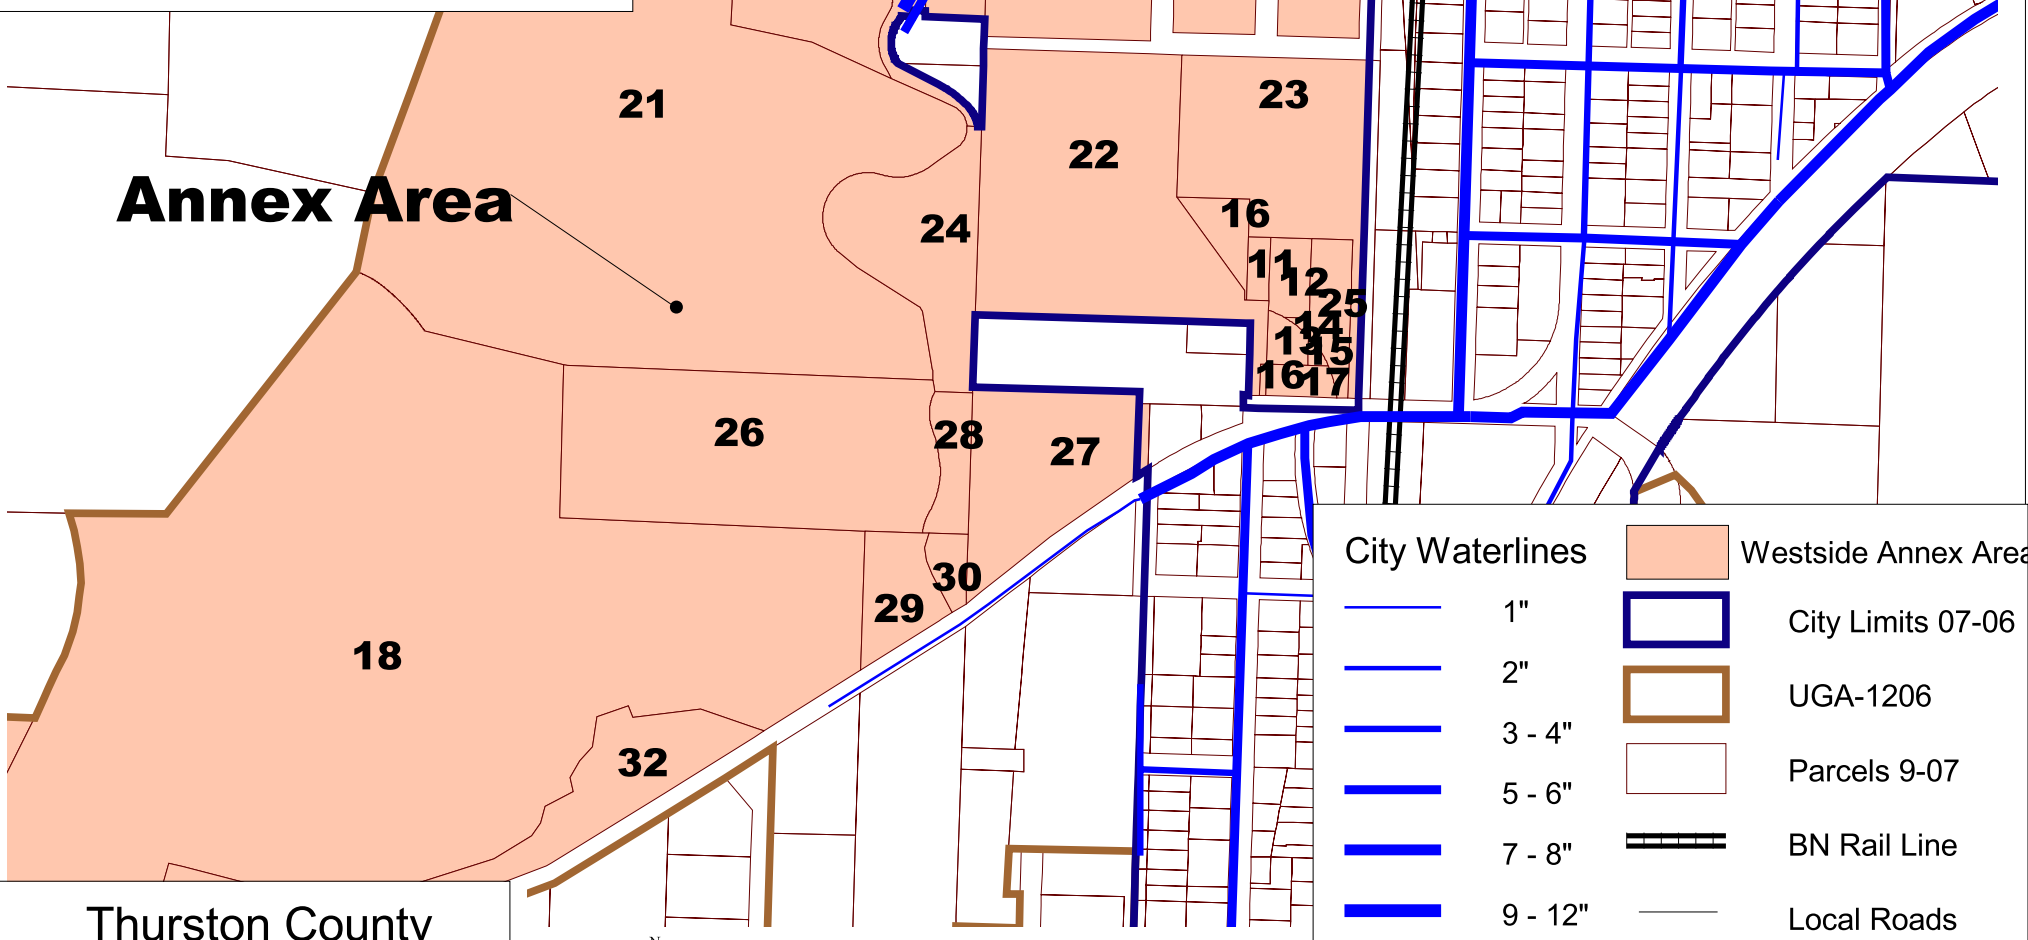 21
23
22
Annex Area
16
24
11
12
25
14
13
15
16
17
26
28
27
30
29
18
32
City Waterlines
1"
2"
3 - 4"
5 - 6"
7 - 8"
9 - 12"
Westside Annex Area
City Limits 07-06
UGA-1206
Parcels 9-07
BN Rail Line
Local Roads
Thurston County
N